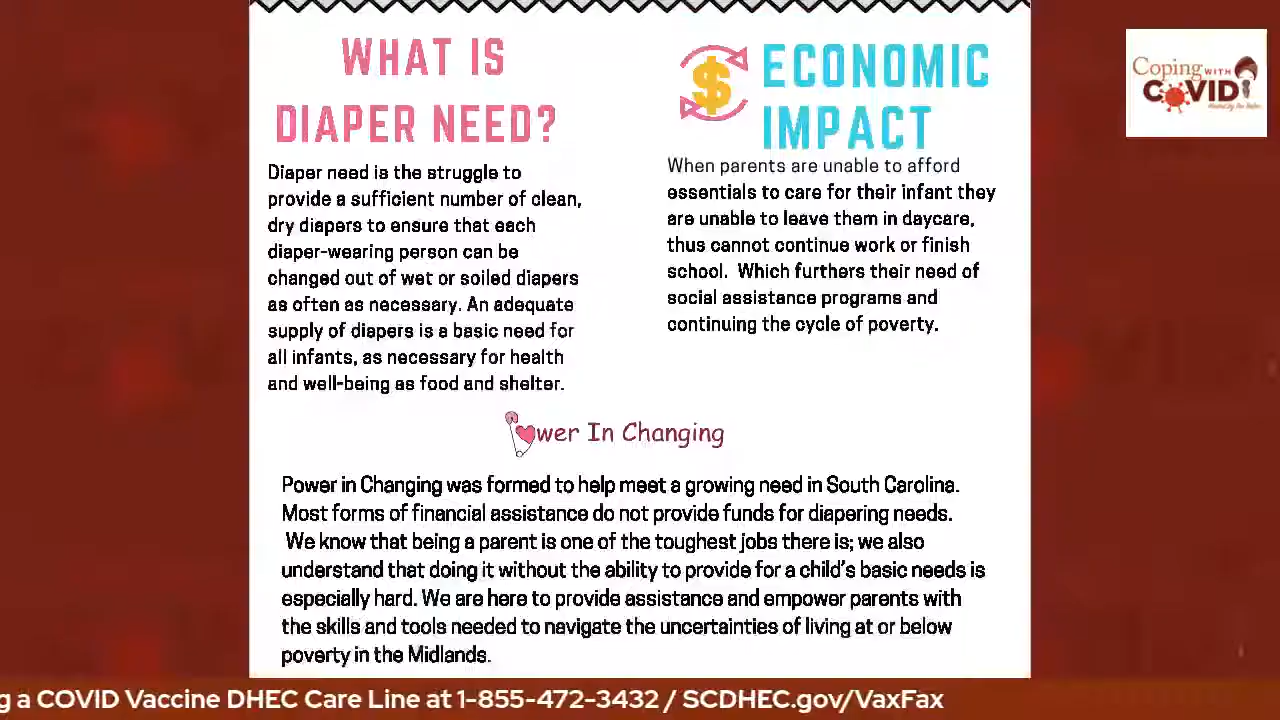 WHAT IS
DIAPER NEED?
Diaper need is the struggle to
provide a sufficient number of clean,
dry diapers to ensure that each
diaper-wearing person can be
changed out of wet or soiled diapers
as often as necessary. An adequate
supply of diapers is a basic need for
all infants, as necessary for health
and well-being as food and shelter.
$ ECONOMIC
IMPACT
When parents are unable to afford
essentials to care for their infant they
are unable to leave them in daycare,
thus cannot continue work or finish
school.  Which furthers their need of
social assistance programs and
continuing the cycle of poverty.
Coping WITH
COVID
wer In Changing
Power in Changing was formed to help meet a growing need in South Carolina.
Most forms of financial assistance do not provide funds for diapering needs.
We know that being a parent is one of the toughest jobs there is; we also
understand that doing it without the ability to provide for a child's basic needs is
especially hard. We are here to provide assistance and empower parents with
the skills and tools needed to navigate the uncertainties of living at or below
poverty in the Midlands.
g a COVID Vaccine DHEC Care Line at 1-855-472-3432 / SCDHEC.gov/VaxFax